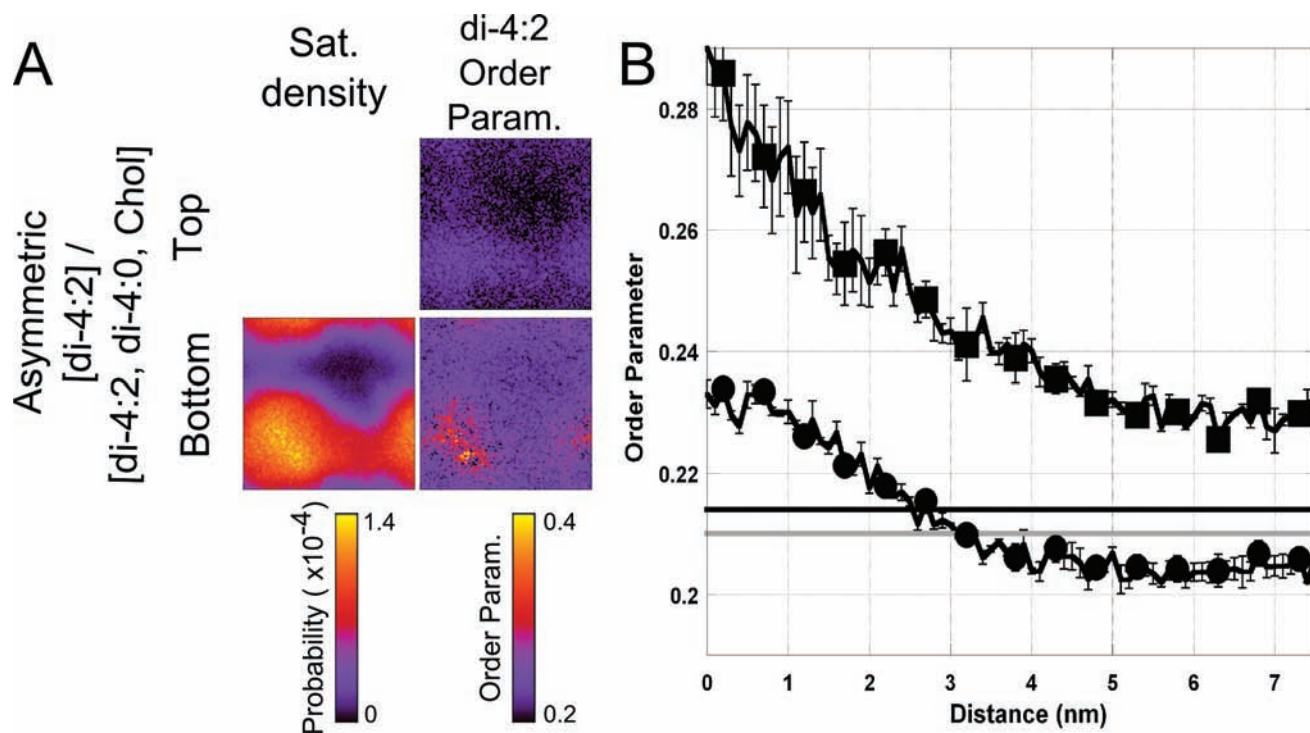 A
Sat.
density
di-4:2
Order
Param.
Asymmetric
[di-4:2] /
[di-4:2, di-4:0, Chol]
Top
Bottom
Probability ( x10-4)
1.4
0
Order Param.
0.4
0.2
B
Order Parameter
0.28
0.26
0.24
0.22
0.2
0 1 2 3 4 5 6 7
Distance (nm)